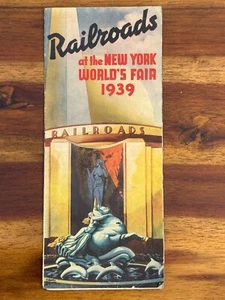 Railroads
at the NEW YORK
WORLD'S FAIR
1939
RAILROADS